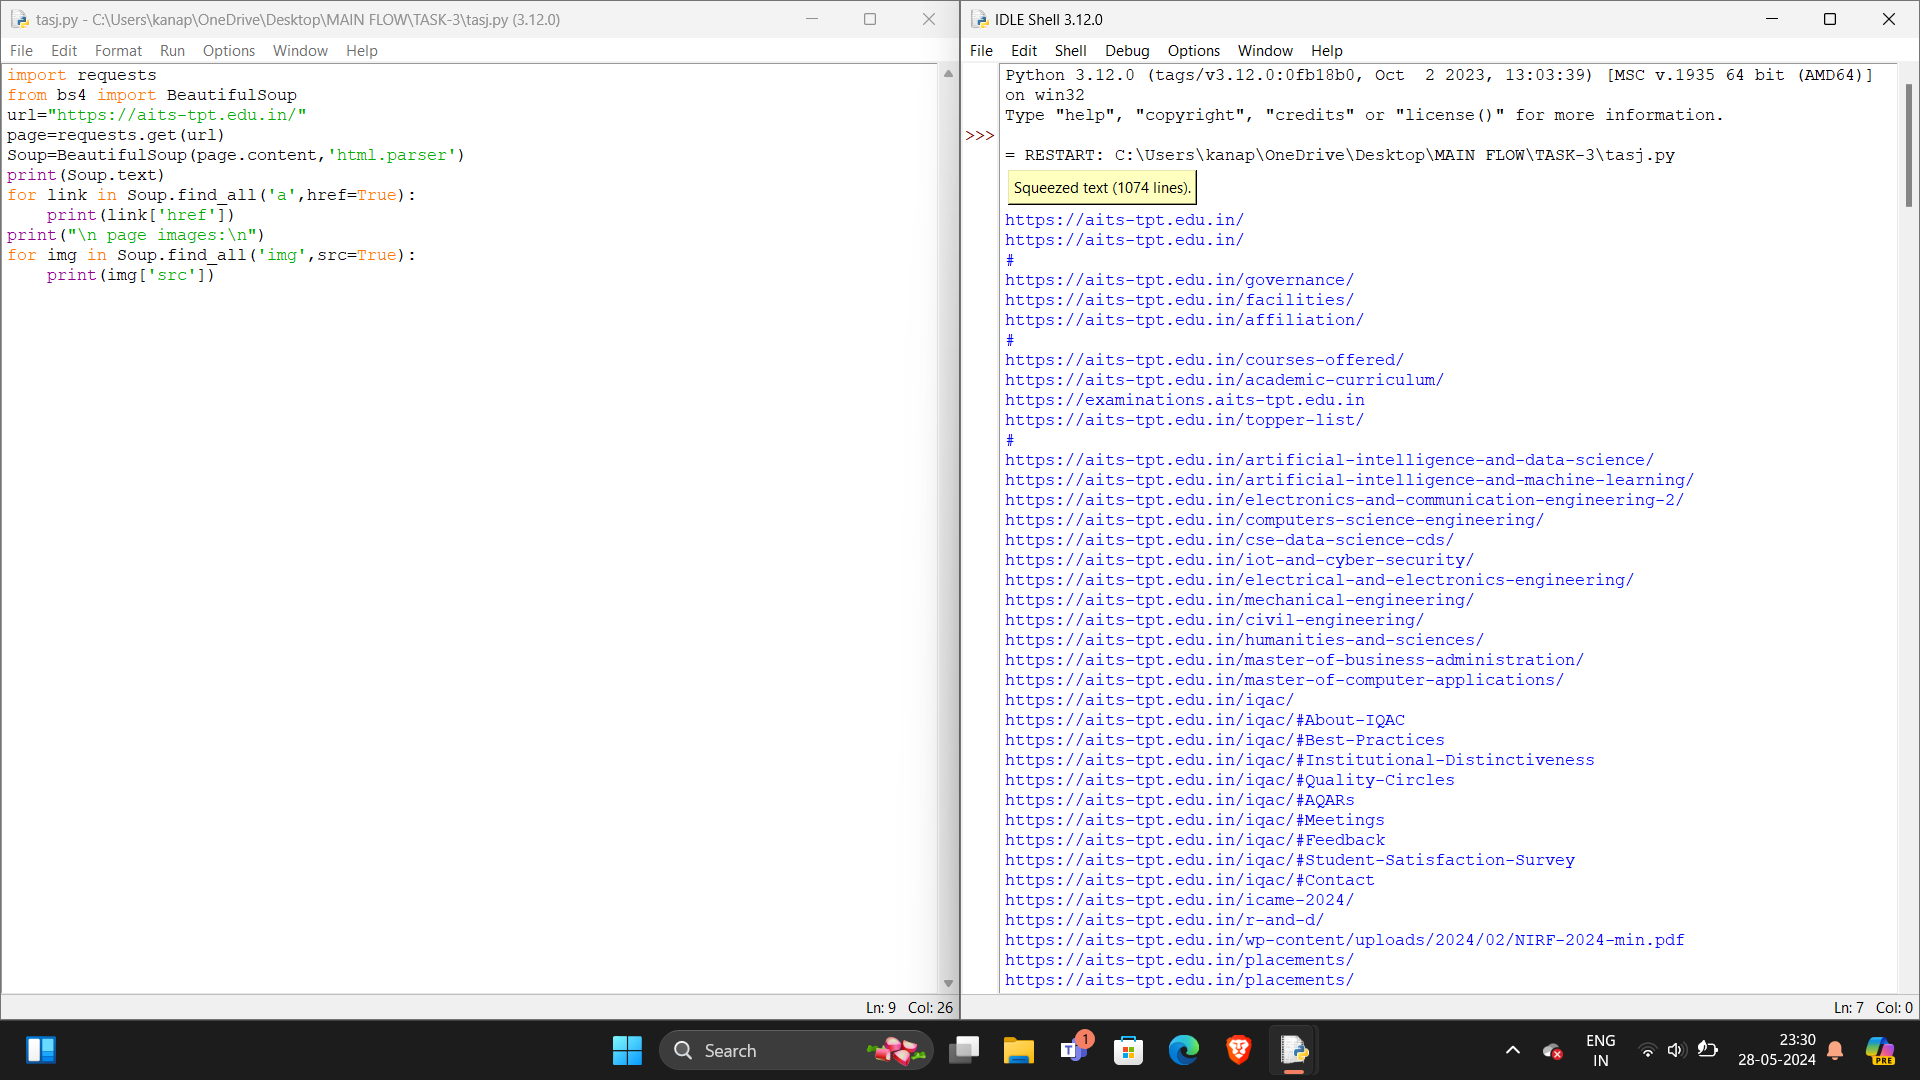 tasj.py - C:\Users\kanap\OneDrive\Desktop\MAIN FLOW\TASK-3\tasj.py (3.12.0)
File Edit Format Run Options Window Help
import requests
from bs4 import BeautifulSoup
url="https://aits-tpt.edu.in/"
page=requests.get(url)
Soup=BeautifulSoup(page.content,'html.parser')
print(Soup.text)
for link in Soup.find_all('a',href=True):
    print(link['href'])
print("\n page images:\n")
for img in Soup.find_all('img',src=True):
    print(img['src'])
Ln: 9 Col: 26
IDLE Shell 3.12.0
File Edit Shell Debug Options Window Help
Python 3.12.0 (tags/v3.12.0:0fb18b0, Oct  2 2023, 13:03:39) [MSC v.1935 64 bit (AMD64)]
on win32
Type "help", "copyright", "credits" or "license()" for more information.
>>>
= RESTART: C:\Users\kanap\OneDrive\Desktop\MAIN FLOW\TASK-3\tasj.py
Squeezed text (1074 lines).
https://aits-tpt.edu.in/
https://aits-tpt.edu.in/
#
https://aits-tpt.edu.in/governance/
https://aits-tpt.edu.in/facilities/
https://aits-tpt.edu.in/affiliation/
#
https://aits-tpt.edu.in/courses-offered/
https://aits-tpt.edu.in/academic-curriculum/
https://examinations.aits-tpt.edu.in
https://aits-tpt.edu.in/topper-list/
#
https://aits-tpt.edu.in/artificial-intelligence-and-data-science/
https://aits-tpt.edu.in/artificial-intelligence-and-machine-learning/
https://aits-tpt.edu.in/electronics-and-communication-engineering-2/
https://aits-tpt.edu.in/computers-science-engineering/
https://aits-tpt.edu.in/cse-data-science-cds/
https://aits-tpt.edu.in/iot-and-cyber-security/
https://aits-tpt.edu.in/electrical-and-electronics-engineering/
https://aits-tpt.edu.in/mechanical-engineering/
https://aits-tpt.edu.in/civil-engineering/
https://aits-tpt.edu.in/humanities-and-sciences/
https://aits-tpt.edu.in/master-of-business-administration/
https://aits-tpt.edu.in/master-of-computer-applications/
https://aits-tpt.edu.in/iqac/
https://aits-tpt.edu.in/iqac/#About-IQAC
https://aits-tpt.edu.in/iqac/#Best-Practices
https://aits-tpt.edu.in/iqac/#Institutional-Distinctiveness
https://aits-tpt.edu.in/iqac/#Quality-Circles
https://aits-tpt.edu.in/iqac/#AQARs
https://aits-tpt.edu.in/iqac/#Meetings
https://aits-tpt.edu.in/iqac/#Feedback
https://aits-tpt.edu.in/iqac/#Student-Satisfaction-Survey
https://aits-tpt.edu.in/iqac/#Contact
https://aits-tpt.edu.in/icame-2024/
https://aits-tpt.edu.in/r-and-d/
https://aits-tpt.edu.in/wp-content/uploads/2024/02/NIRF-2024-min.pdf
https://aits-tpt.edu.in/placements/
https://aits-tpt.edu.in/placements/
Ln: 7 Col: 0
Search
1
ENG
IN
23:30
28-05-2024
PRE